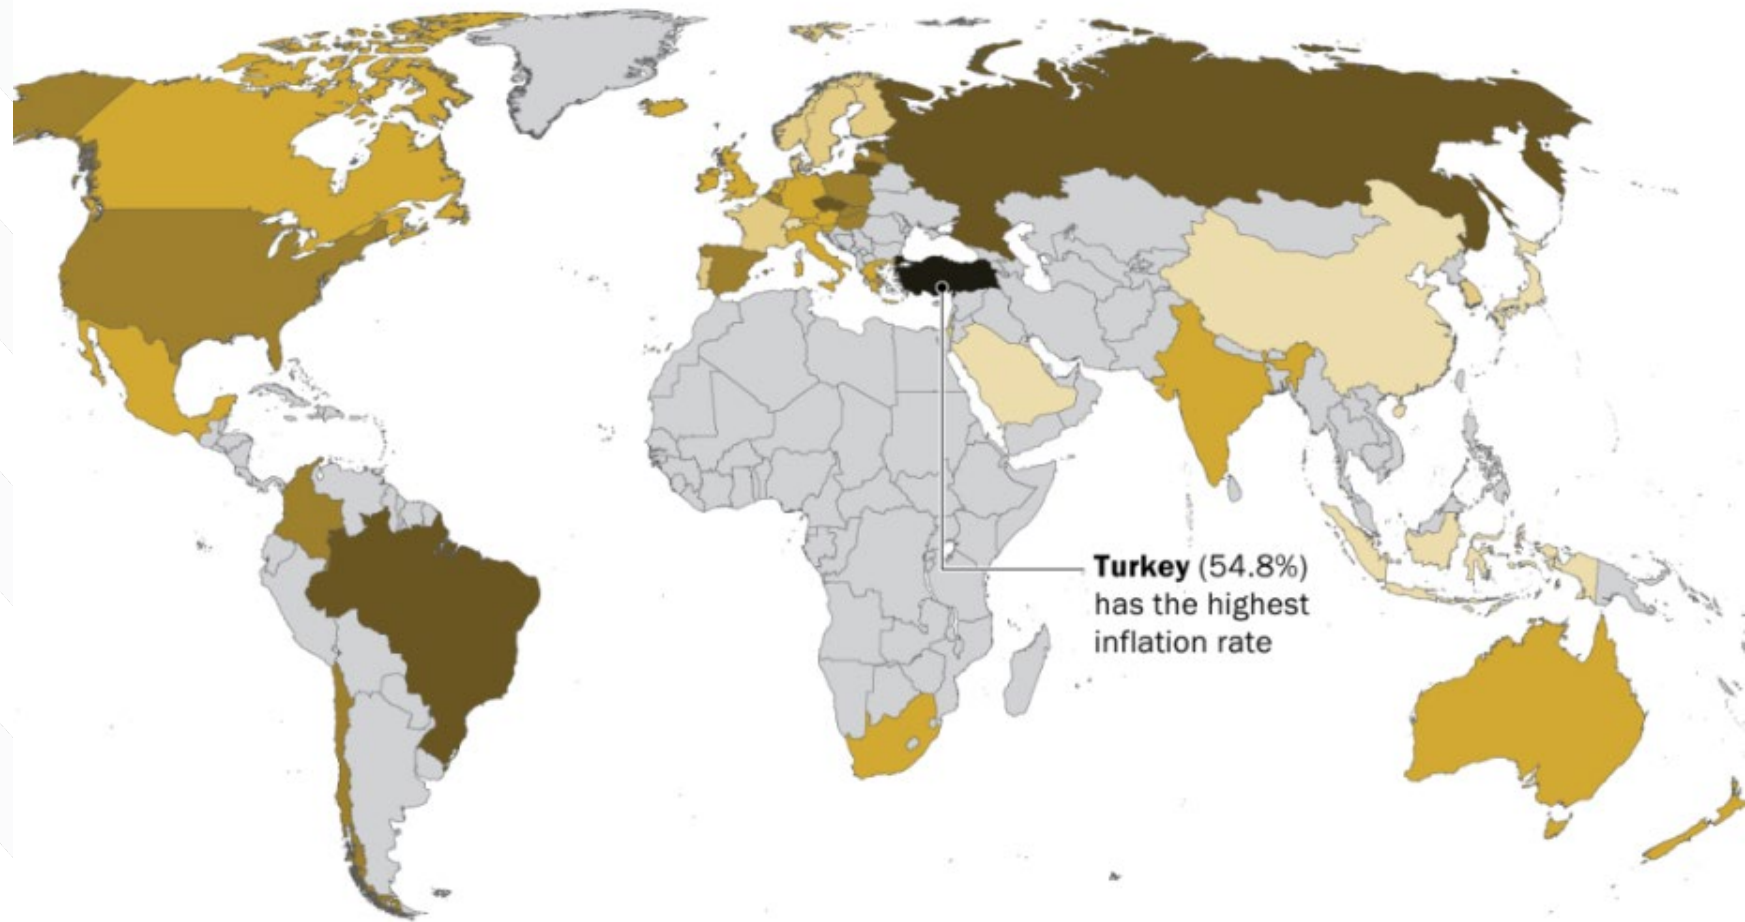 Turkey (54.8%)
has the highest
inflation rate